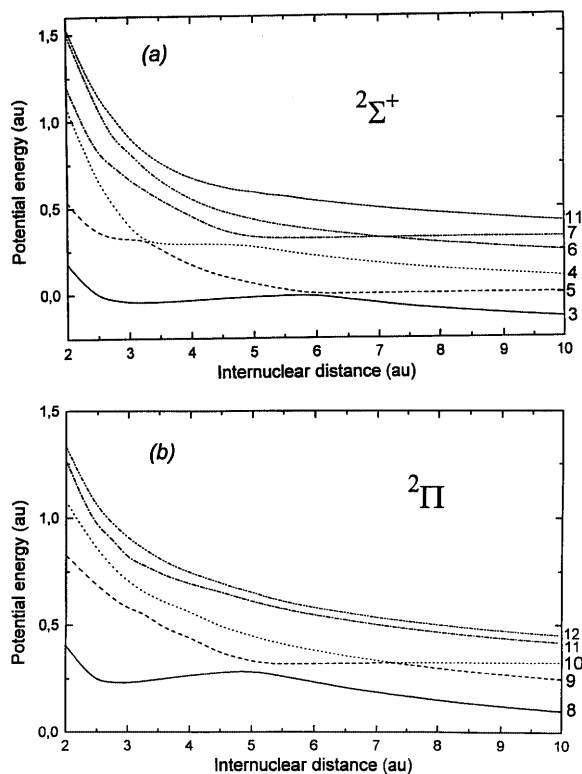 1,5
(a)
²Σ⁺
Potential energy (au)
1,0
0,5
0,0
11
7
6
4
5
3
2 3 4 5 6 7 8 9 10
Internuclear distance (au)
1,5
(b)
²Π
Potential energy (au)
1,0
0,5
0,0
12
11
10
9
8
2 3 4 5 6 7 8 9 10
Internuclear distance (au)